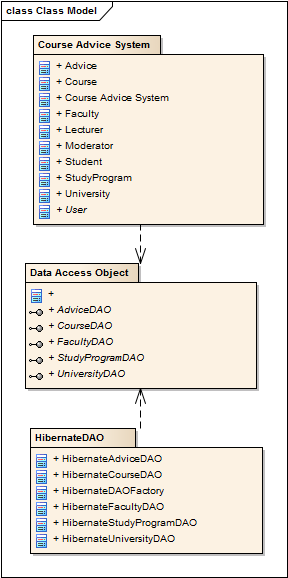 class Class Model
Course Advice System
+ Advice
+ Course
+ Course Advice System
+ Faculty
+ Lecturer
+ Moderator
+ Student
+ StudyProgram
+ University
+ User
Data Access Object
+
+ AdviceDAO
+ CourseDAO
+ FacultyDAO
+ StudyProgramDAO
+ UniversityDAO
HibernateDAO
+ HibernateAdviceDAO
+ HibernateCourseDAO
+ HibernateDAOFactory
+ HibernateFacultyDAO
+ HibernateStudyProgramDAO
+ HibernateUniversityDAO